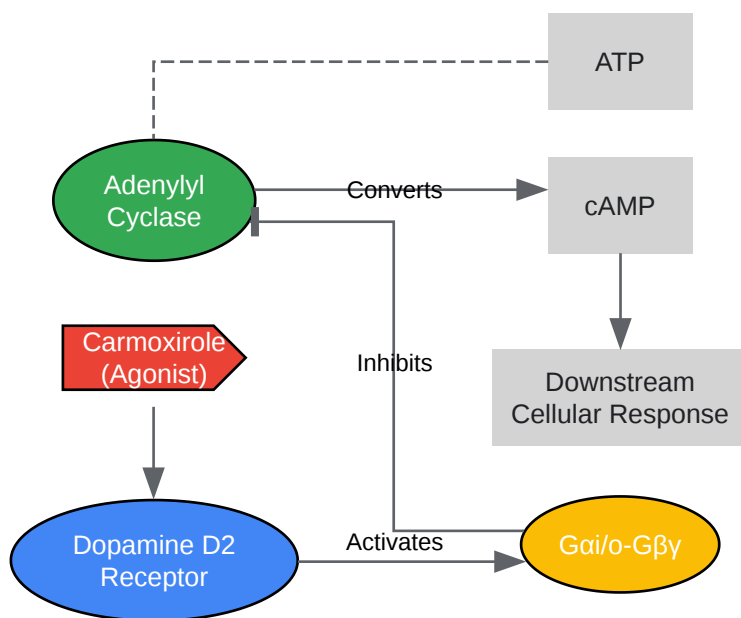 ATP
Adenylyl
Cyclase
Converts
cAMP
Carmoxirole
(Agonist)
Inhibits
Downstream
Cellular Response
Dopamine D2
Receptor
Activates
Gαi/o-Gβγ